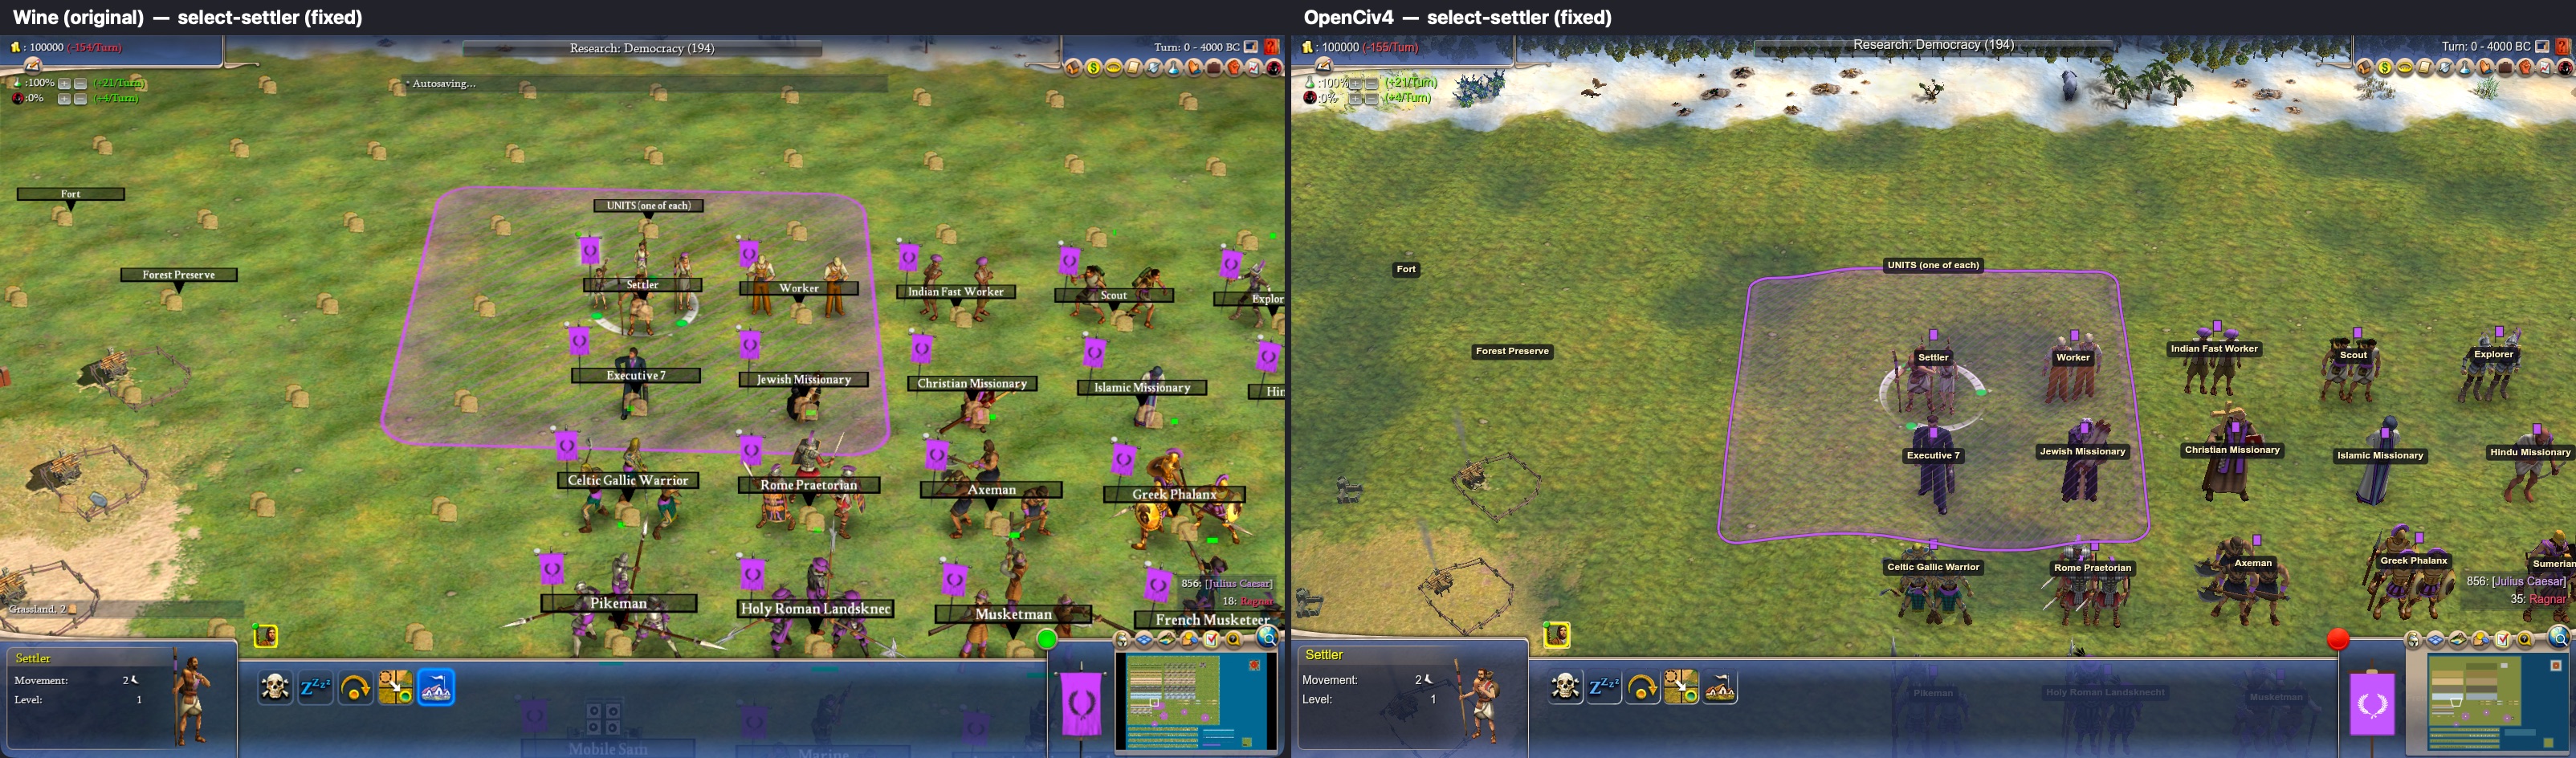 Wine (original) — select-settler (fixed)
: 100000 (-154/Turn)
Research: Democracy (194)
Turn: 0 - 4000 BC
:100% (+21/Turn)
:0% (+4/Turn)
* Autosaving...
Fort
Forest Preserve
UNITS (one of each)
Settler
Worker
Indian Fast Worker
Scout
Explor
Executive 7
Jewish Missionary
Christian Missionary
Islamic Missionary
Hin
Celtic Gallic Warrior
Rome Praetorian
Axeman
Greek Phalanx
Pikeman
Holy Roman Landsknec
Musketman
French Musketeer
856: [Julius Caesar]
18: Ragnar
Grassland, 2
Settler
Movement: 2
Level: 1
ZZZZ
Mobile Sam
Marine
OpenCiv4 — select-settler (fixed)
: 100000 (-155/Turn)
Research: Democracy (194)
Turn: 0 - 4000 BC
:100% (+21/Turn)
:0% (+4/Turn)
Fort
Forest Preserve
UNITS (one of each)
Settler
Worker
Indian Fast Worker
Scout
Explorer
Executive 7
Jewish Missionary
Christian Missionary
Islamic Missionary
Hindu Missionary
Celtic Gallic Warrior
Rome Praetorian
Axeman
Greek Phalanx
Sumerian
856: [Julius Caesar]
35: Ragnar
Settler
Movement: 2
Level: 1
ZZZZ
Pikeman
Holy Roman Landsknecht
Musketman